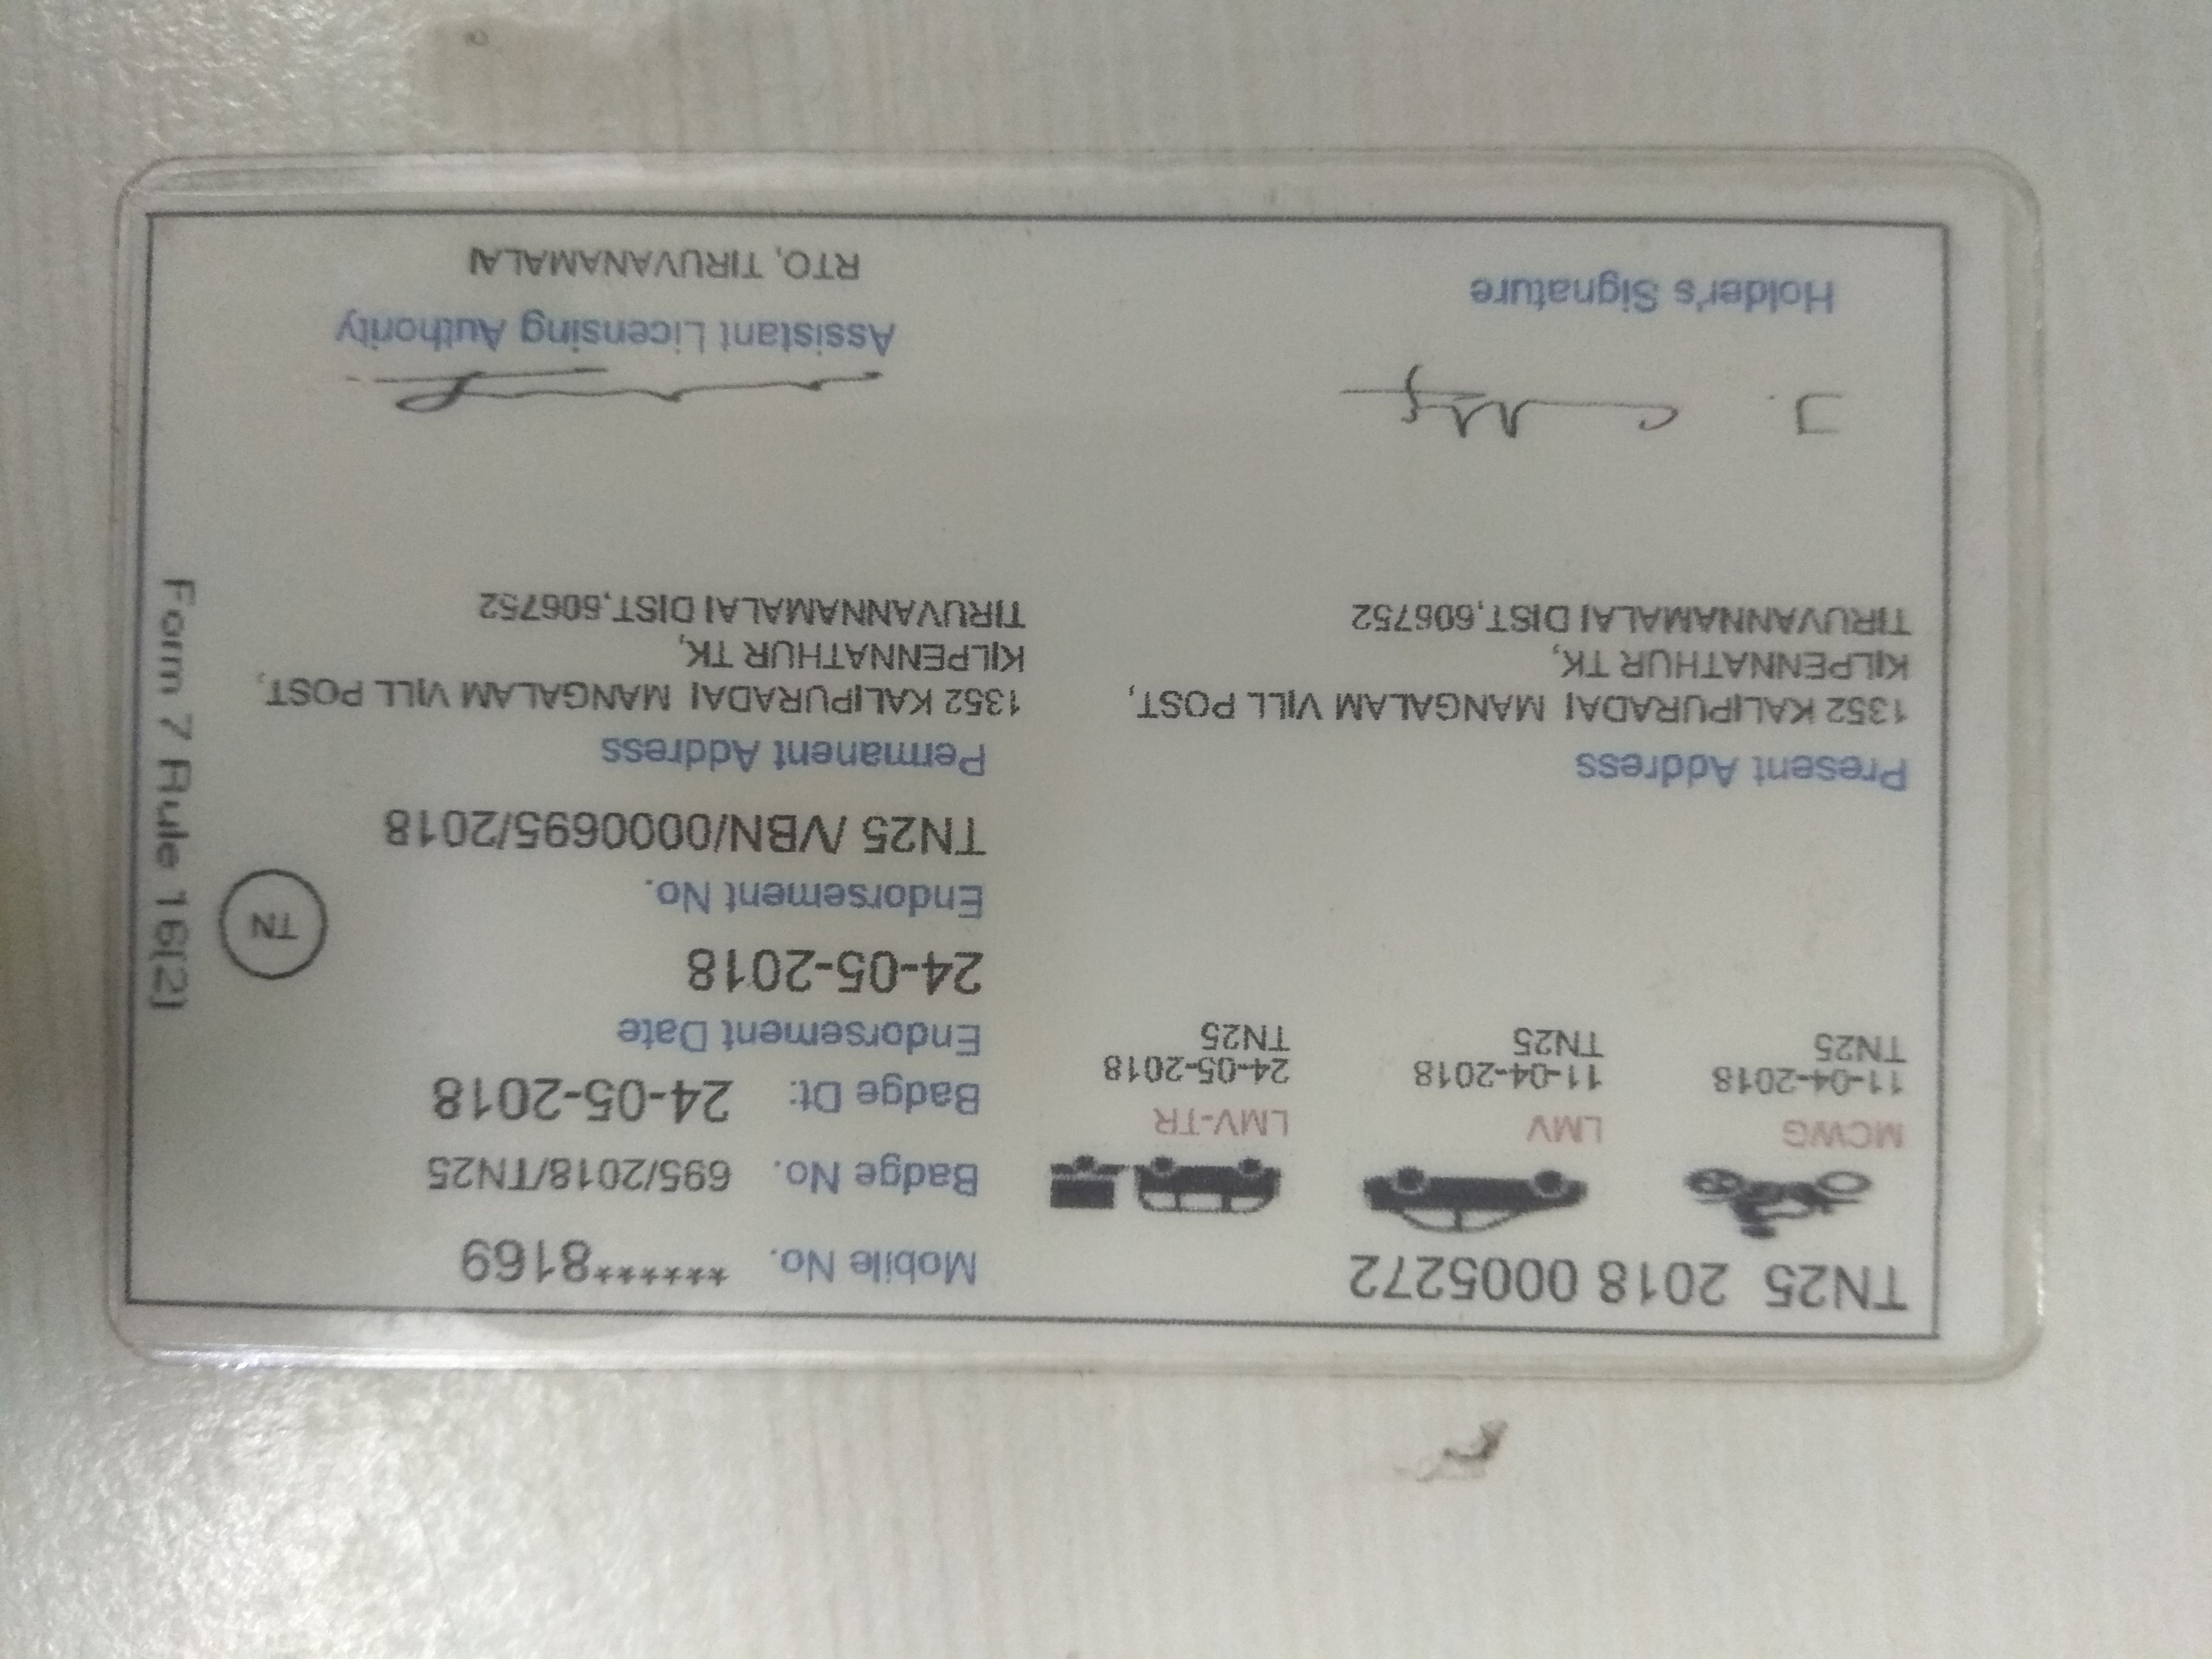 TN25 2018 0005272
MCWG
11-04-2018
TN25
LMV
11-04-2018
TN25
LMV-TR
24-05-2018
TN25
Mobile No. ******8169
Badge No. 695/2018/TN25
Badge Dt: 24-05-2018
Endorsement Date
24-05-2018
Endorsement No.
TN25 /VBN/0000695/2018
TN
Present Address
1352 KALIPURADAI MANGALAM VILL POST,
KILPENNATHUR TK,
TIRUVANNAMALAI DIST,606752
Permanent Address
1352 KALIPURADAI MANGALAM VILL POST,
KILPENNATHUR TK,
TIRUVANNAMALAI DIST,606752
Holder's Signature
Assistant Licensing Authority
RTO, TIRUVANAMALAI
Form 7 Rule 16(2)